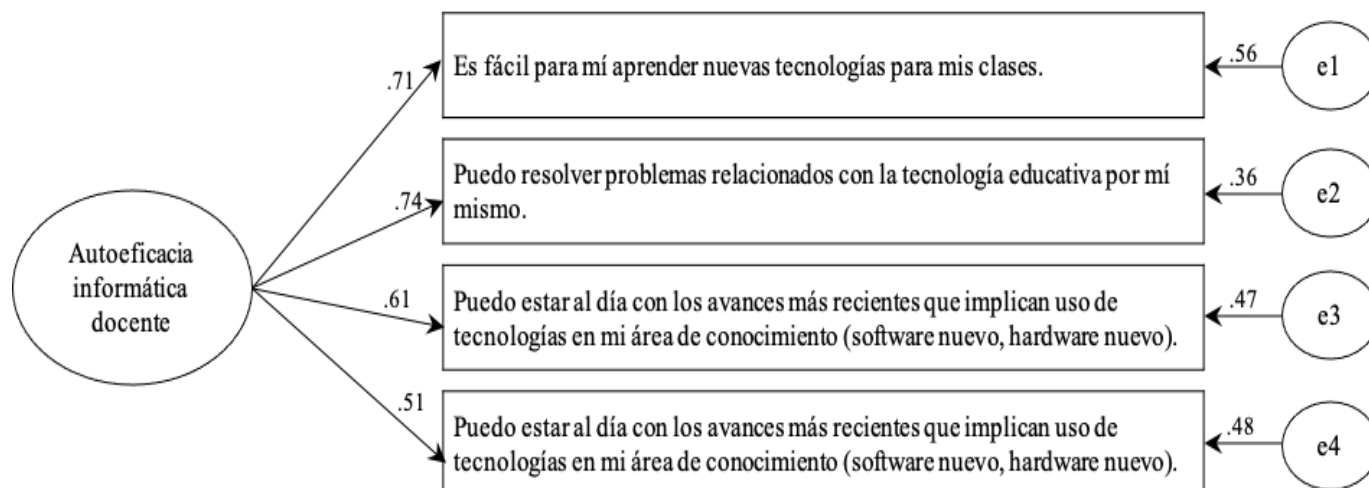 Es fácil para mí aprender nuevas tecnologías para mis clases.
.56
e1
.71
Puedo resolver problemas relacionados con la tecnología educativa por mí
mismo.
.36
e2
.74
Autoeficacia
informática
docente
.61
Puedo estar al día con los avances más recientes que implican uso de
tecnologías en mi área de conocimiento (software nuevo, hardware nuevo).
.47
e3
.51
Puedo estar al día con los avances más recientes que implican uso de
tecnologías en mi área de conocimiento (software nuevo, hardware nuevo).
.48
e4